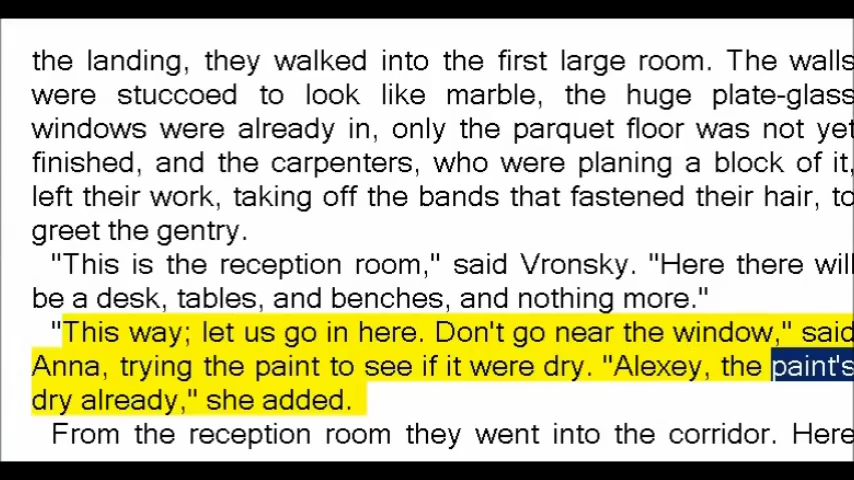 the landing, they walked into the first large room. The walls
were stuccoed to look like marble, the huge plate-glass
windows were already in, only the parquet floor was not yet
finished, and the carpenters, who were planing a block of it,
left their work, taking off the bands that fastened their hair, to
greet the gentry.
"This is the reception room," said Vronsky. "Here there will
be a desk, tables, and benches, and nothing more."
"This way; let us go in here. Don't go near the window," said
Anna, trying the paint to see if it were dry. "Alexey, the paint's
dry already," she added.
From the reception room they went into the corridor. Here